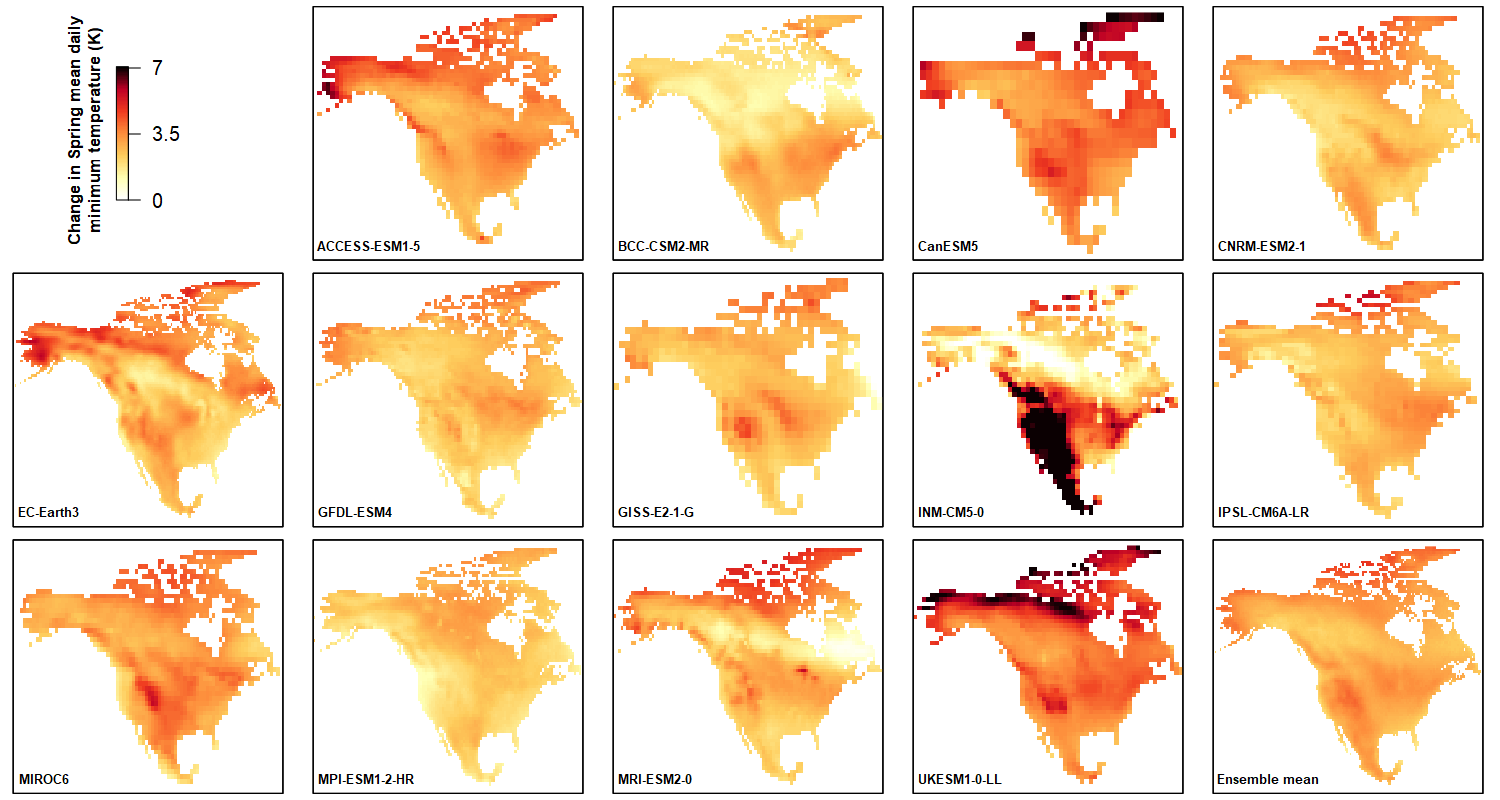 Change in Spring mean daily
minimum temperature (K)
7
3.5
0
ACCESS-ESM1-5
BCC-CSM2-MR
CanESM5
CNRM-ESM2-1
EC-Earth3
GFDL-ESM4
GISS-E2-1-G
INM-CM5-0
IPSL-CM6A-LR
MIROC6
MPI-ESM1-2-HR
MRI-ESM2-0
UKESM1-0-LL
Ensemble mean